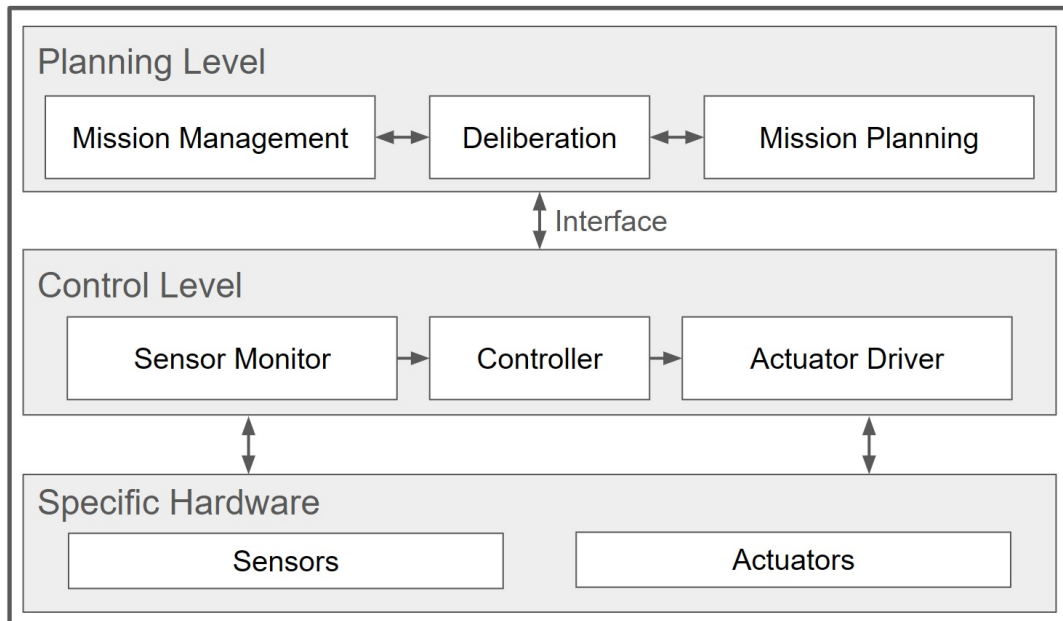 Planning Level
Mission Management
Deliberation
Mission Planning
Interface
Control Level
Sensor Monitor
Controller
Actuator Driver
Specific Hardware
Sensors
Actuators